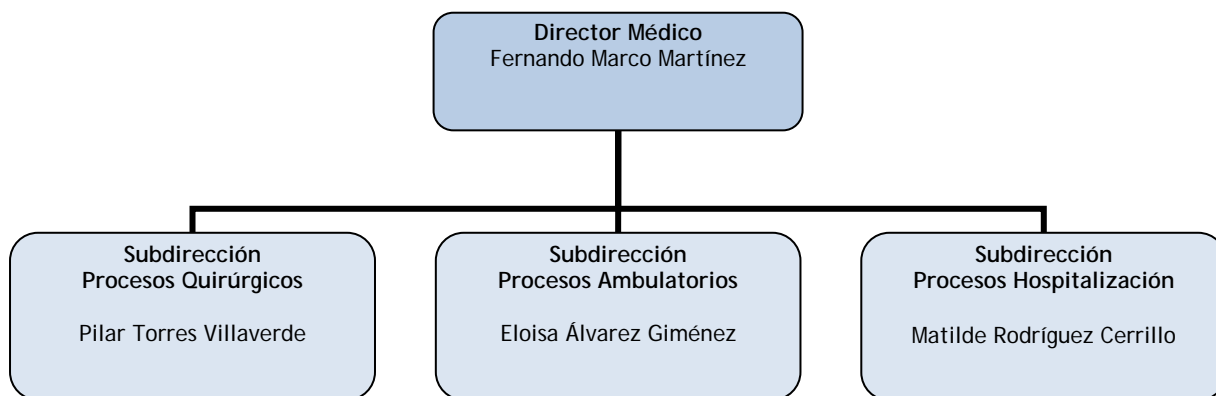 Director Médico
Fernando Marco Martínez
Subdirección
Procesos Quirúrgicos
Pilar Torres Villaverde
Subdirección
Procesos Ambulatorios
Eloisa Álvarez Giménez
Subdirección
Procesos Hospitalización
Matilde Rodríguez Cerrillo